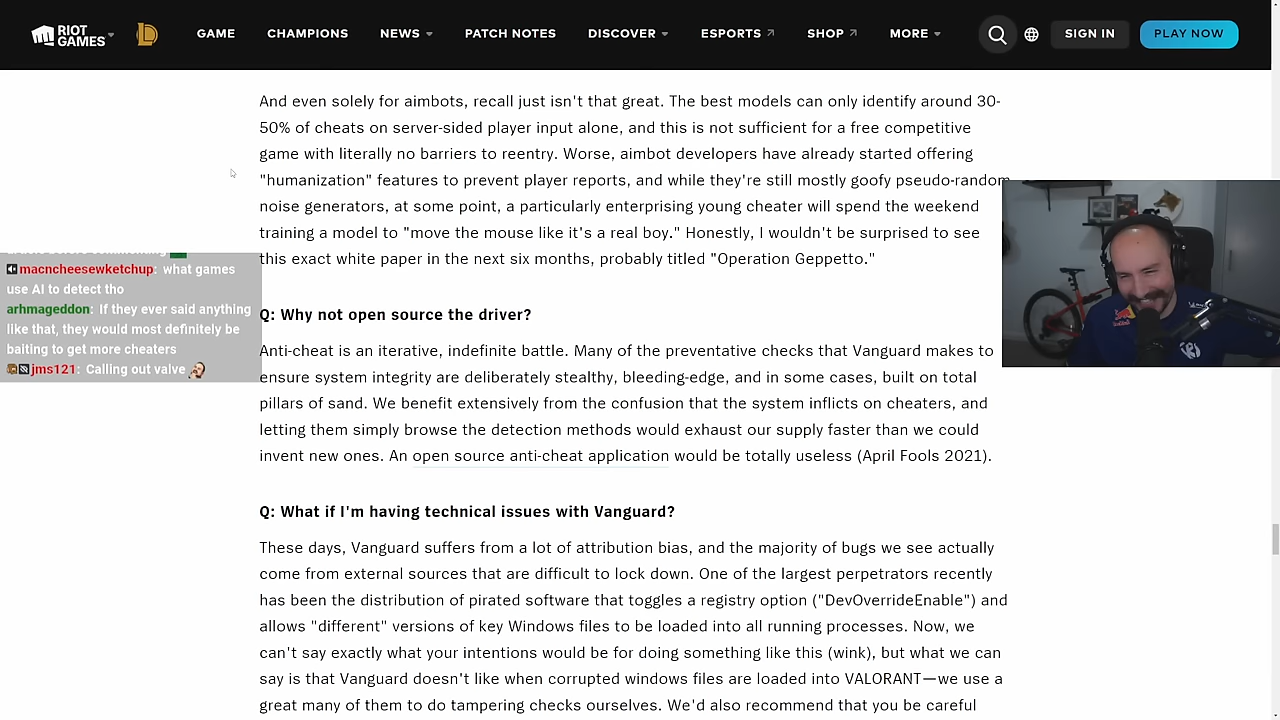 RIOT
GAMES
GAME
CHAMPIONS
NEWS
PATCH NOTES
DISCOVER
ESPORTS
SHOP
MORE
SIGN IN
PLAY NOW
And even solely for aimbots, recall just isn't that great. The best models can only identify around 30-
50% of cheats on server-sided player input alone, and this is not sufficient for a free competitive
game with literally no barriers to reentry. Worse, aimbot developers have already started offering
"humanization" features to prevent player reports, and while they're still mostly goofy pseudo-random
noise generators, at some point, a particularly enterprising young cheater will spend the weekend
training a model to "move the mouse like it's a real boy." Honestly, I wouldn't be surprised to see
this exact white paper in the next six months, probably titled "Operation Geppetto."
macncheesewketchup: what games
use AI to detect tho
arhmageddon: If they ever said anything
like that, they would most definitely be
baiting to get more cheaters
jms121: Calling out valve
Q: Why not open source the driver?
Anti-cheat is an iterative, indefinite battle. Many of the preventative checks that Vanguard makes to
ensure system integrity are deliberately stealthy, bleeding-edge, and in some cases, built on total
pillars of sand. We benefit extensively from the confusion that the system inflicts on cheaters, and
letting them simply browse the detection methods would exhaust our supply faster than we could
invent new ones. An open source anti-cheat application would be totally useless (April Fools 2021).
Q: What if I'm having technical issues with Vanguard?
These days, Vanguard suffers from a lot of attribution bias, and the majority of bugs we see actually
come from external sources that are difficult to lock down. One of the largest perpetrators recently
has been the distribution of pirated software that toggles a registry option ("DevOverrideEnable") and
allows "different" versions of key Windows files to be loaded into all running processes. Now, we
can't say exactly what your intentions would be for doing something like this (wink), but what we can
say is that Vanguard doesn't like when corrupted windows files are loaded into VALORANT—we use a
great many of them to do tampering checks ourselves. We'd also recommend that you be careful